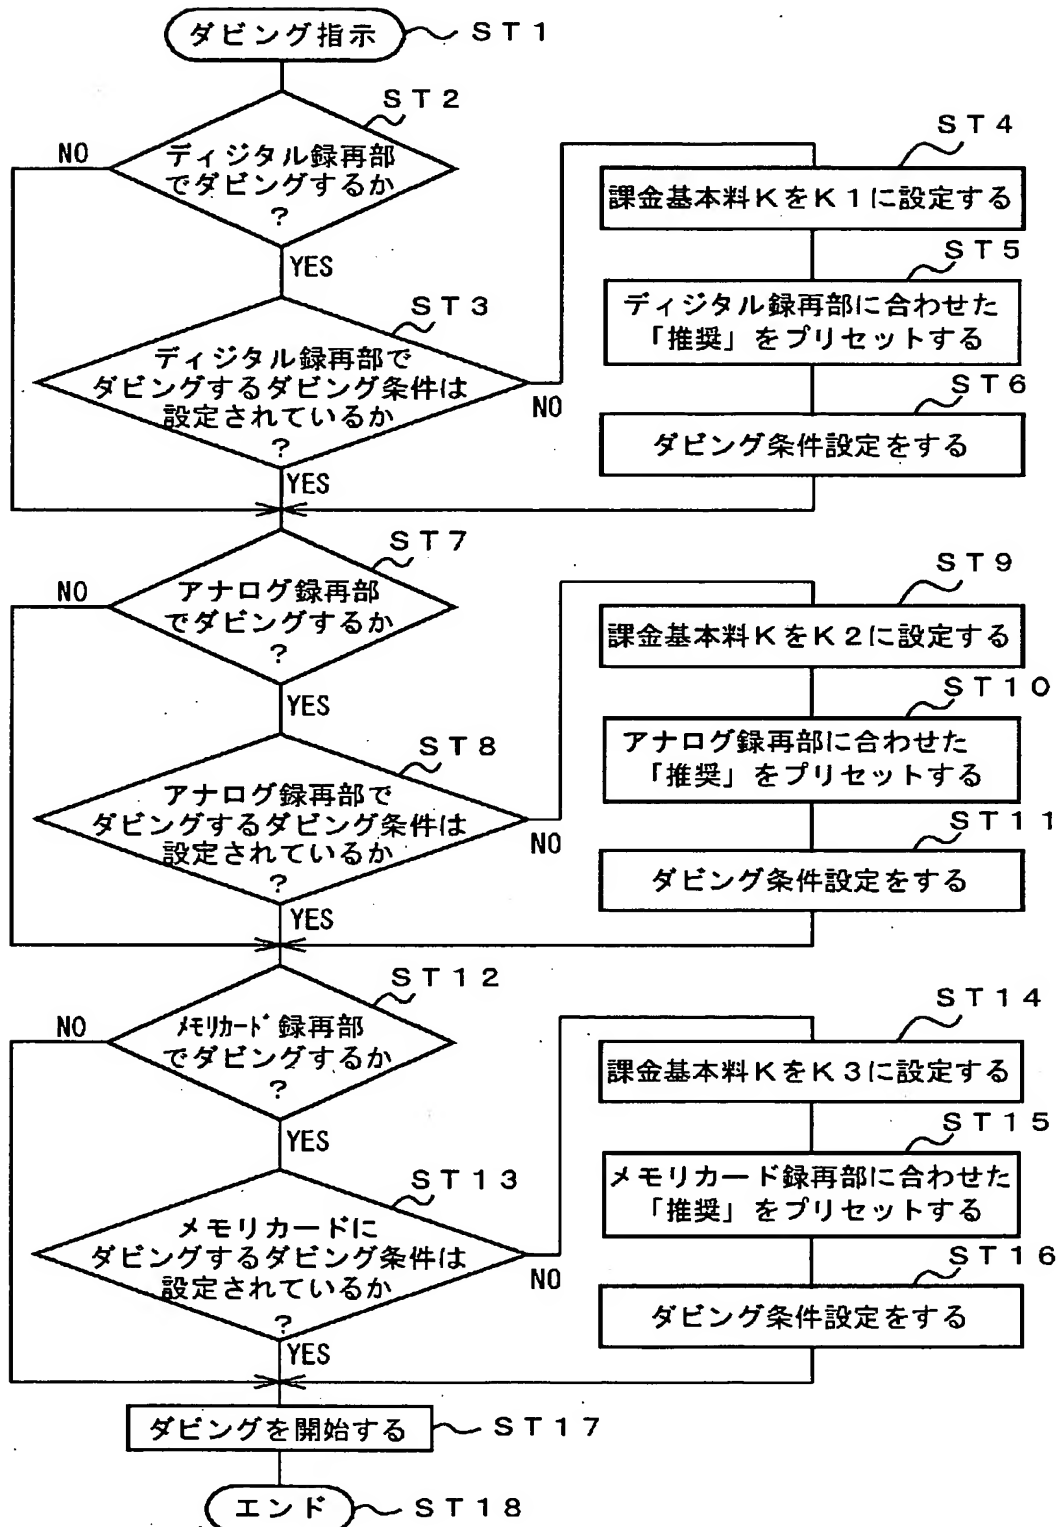 ダビング指示
ST1
ST2
ディジタル録再部
でダビングするか
?
NO
YES
ST3
ディジタル録再部で
ダビングするダビング条件は
設定されているか
?
NO
YES
ST4
課金基本料KをK1に設定する
ST5
ディジタル録再部に合わせた
「推奨」をプリセットする
ST6
ダビング条件設定をする
ST7
アナログ録再部
でダビングするか
?
NO
YES
ST8
アナログ録再部で
ダビングするダビング条件は
設定されているか
?
NO
YES
ST9
課金基本料KをK2に設定する
ST10
アナログ録再部に合わせた
「推奨」をプリセットする
ST11
ダビング条件設定をする
ST12
メモリカード録再部
でダビングするか
?
NO
YES
ST13
メモリカードに
ダビングするダビング条件は
設定されているか
?
NO
YES
ST14
課金基本料KをK3に設定する
ST15
メモリカード録再部に合わせた
「推奨」をプリセットする
ST16
ダビング条件設定をする
ダビングを開始する
ST17
エンド
ST18